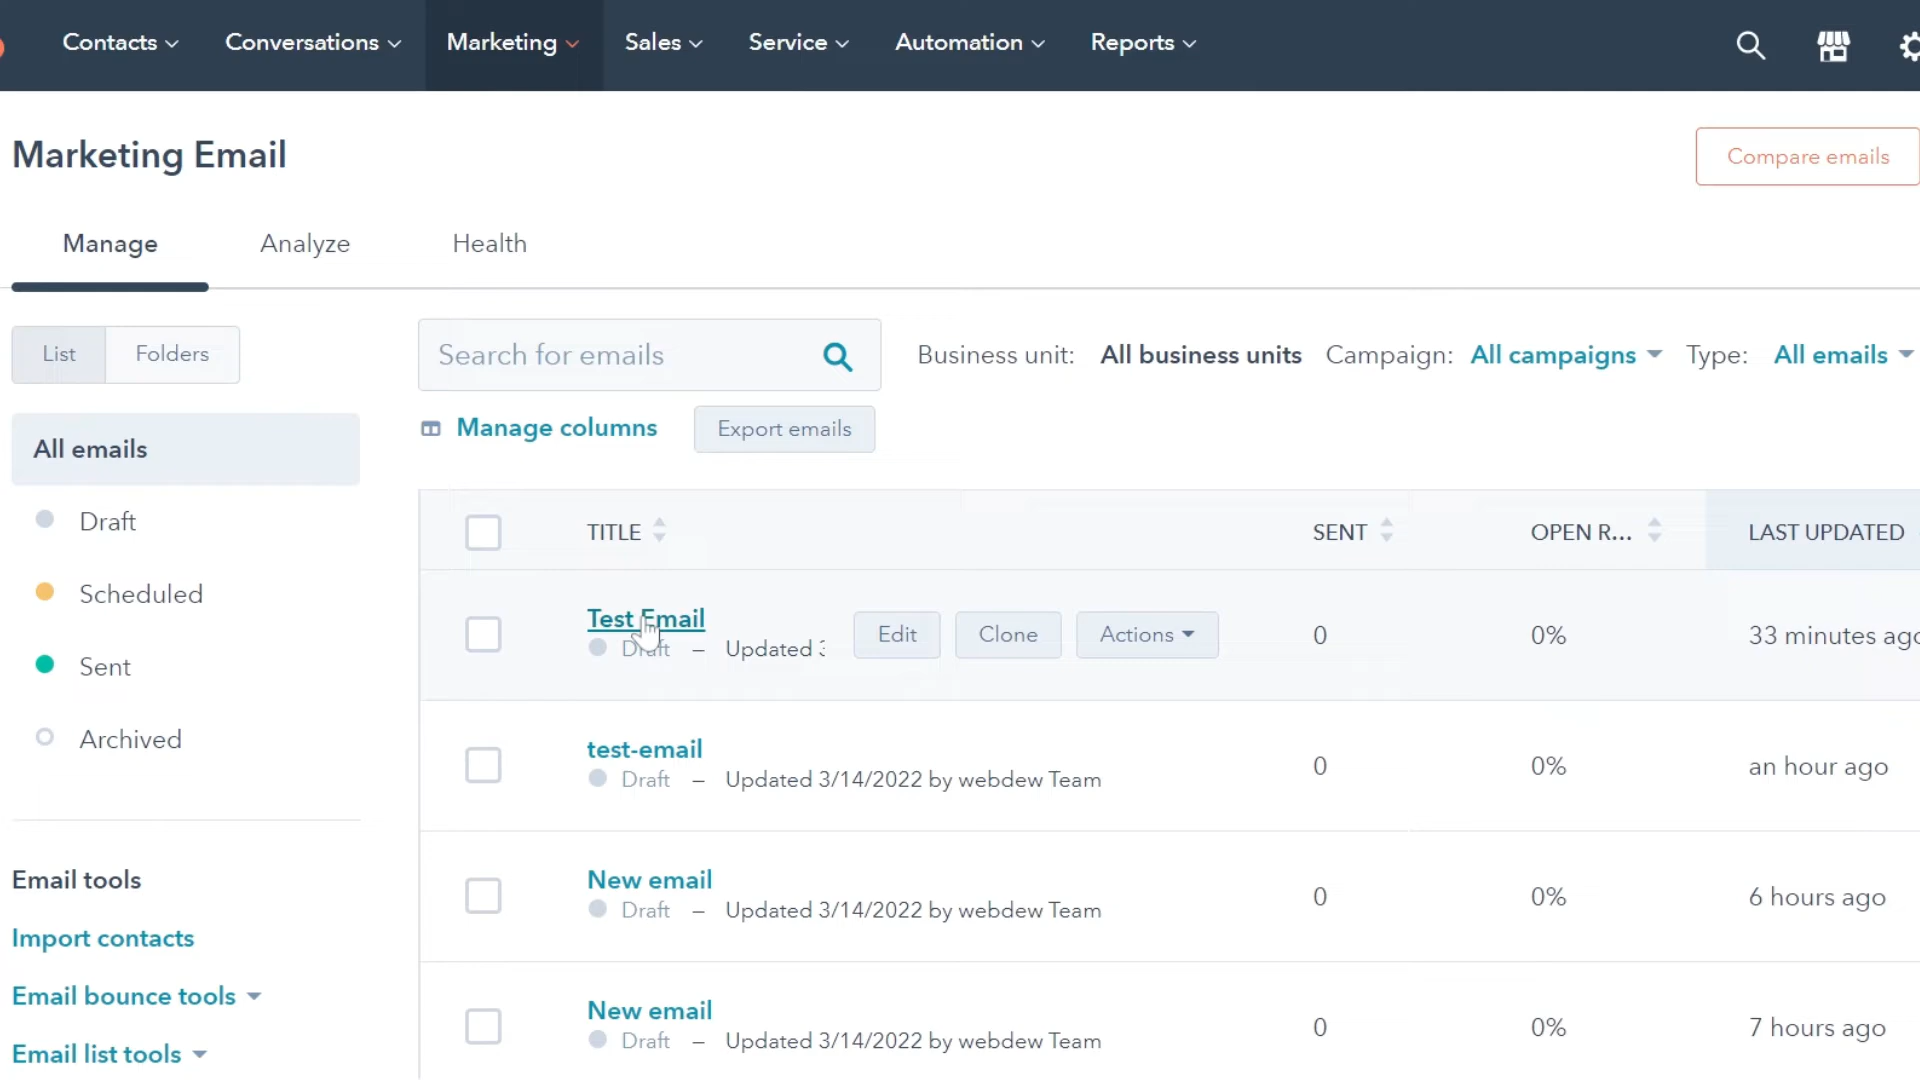 Contacts Conversations Marketing Sales Service Automation Reports
Marketing Email
Compare emails
Manage Analyze Health
List Folders
Search for emails
Business unit: All business units Campaign: All campaigns Type: All emails
Manage columns Export emails
All emails
Draft
Scheduled
Sent
Archived
Email tools
Import contacts
Email bounce tools
Email list tools
TITLE SENT OPEN R... LAST UPDATED
Test Email
Draft – Updated
Edit Clone Actions
0 0% 33 minutes ago
test-email
Draft – Updated 3/14/2022 by webdew Team
0 0% an hour ago
New email
Draft – Updated 3/14/2022 by webdew Team
0 0% 6 hours ago
New email
Draft – Updated 3/14/2022 by webdew Team
0 0% 7 hours ago